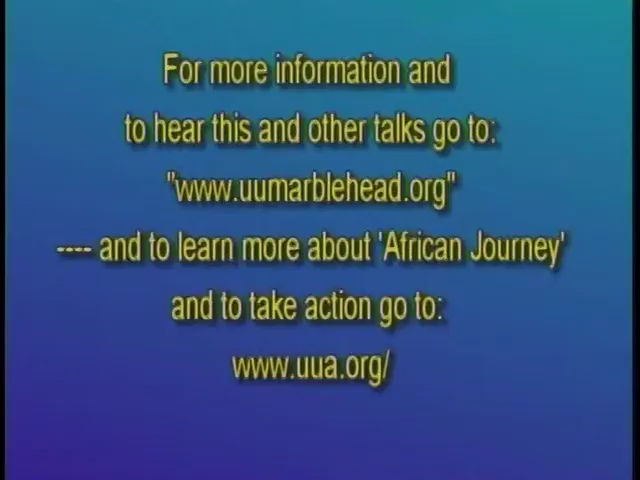 For more information and
to hear this and other talks go to:
"www.uumarblehead.org"
---- and to learn more about 'African Journey'
and to take action go to:
www.uua.org/